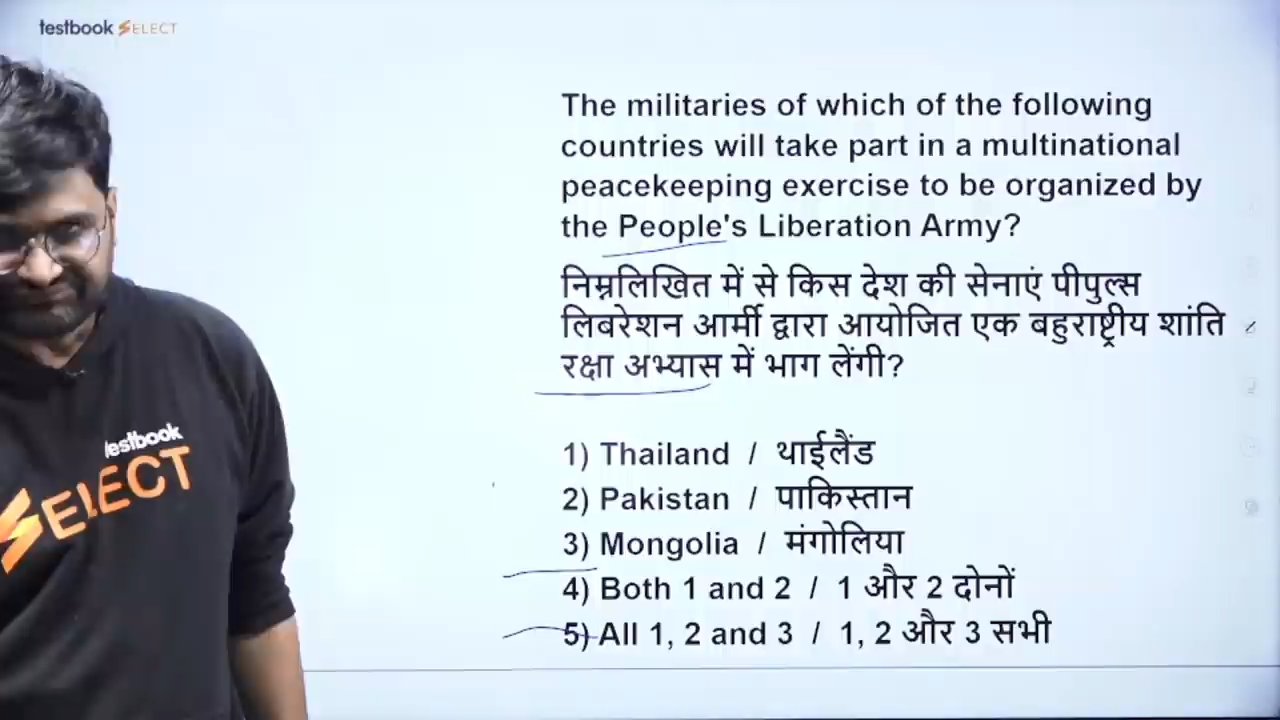 testbook SELECT
The militaries of which of the following
countries will take part in a multinational
peacekeeping exercise to be organized by
the People's Liberation Army?
निम्नलिखित में से किस देश की सेनाएं पीपुल्स
लिबरेशन आर्मी द्वारा आयोजित एक बहुराष्ट्रीय शांति
रक्षा अभ्यास में भाग लेंगी?
1) Thailand / थाईलैंड
2) Pakistan / पाकिस्तान
3) Mongolia / मंगोलिया
4) Both 1 and 2 / 1 और 2 दोनों
5) All 1, 2 and 3 / 1, 2 और 3 सभी
testbook
SELECT